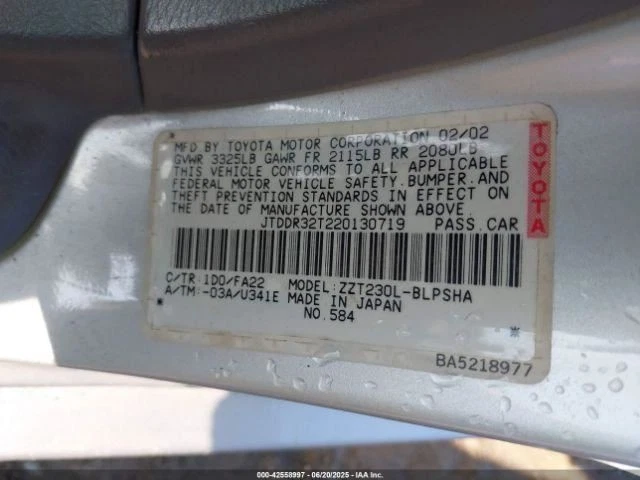 MFD BY TOYOTA MOTOR CORPORATION 02/02
GVWR 3325LB GAWR FR 2115LB RR 2080LB
THIS VEHICLE CONFORMS TO ALL APPLICABLE
FEDERAL MOTOR VEHICLE SAFETY, BUMPER, AND
THEFT PREVENTION STANDARDS IN EFFECT ON
THE DATE OF MANUFACTURE SHOWN ABOVE.
JTDDR32T220130719 PASS.CAR
C/TR:1D0/FA22 MODEL:ZZT230L-BLPSHA
A/TM:-03A/U341E MADE IN JAPAN
NO.584
BA5218977
TOYOTA
000-42558997 - 06/20/2025 - IAAI.COM